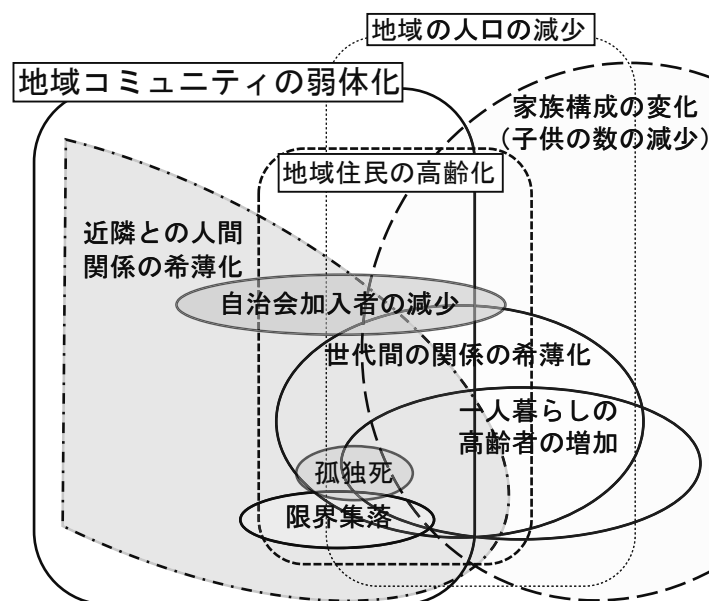 地域の人口の減少
地域コミュニティの弱体化
家族構成の変化
（子供の数の減少）
地域住民の高齢化
近隣との人間
関係の希薄化
自治会加入者の減少
世代間の関係の希薄化
一人暮らしの
高齢者の増加
孤独死
限界集落